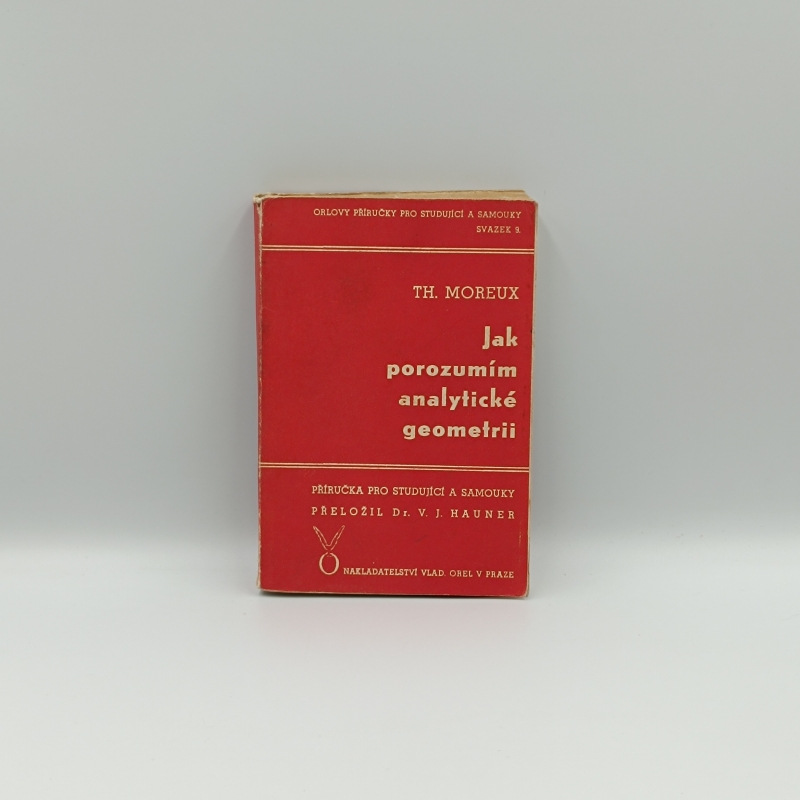 ORLOVY PŘÍRUČKY PRO STUDUJÍCÍ A SAMOUKY
SVAZEK 9.
TH. MOREUX
Jak
porozumím
analytické
geometrii
PŘÍRUČKA PRO STUDUJÍCÍ A SAMOUKY
PŘELOŽIL Dr. V. J. HAUNER
NAKLADATELSTVÍ VLAD. OREL V PRAZE